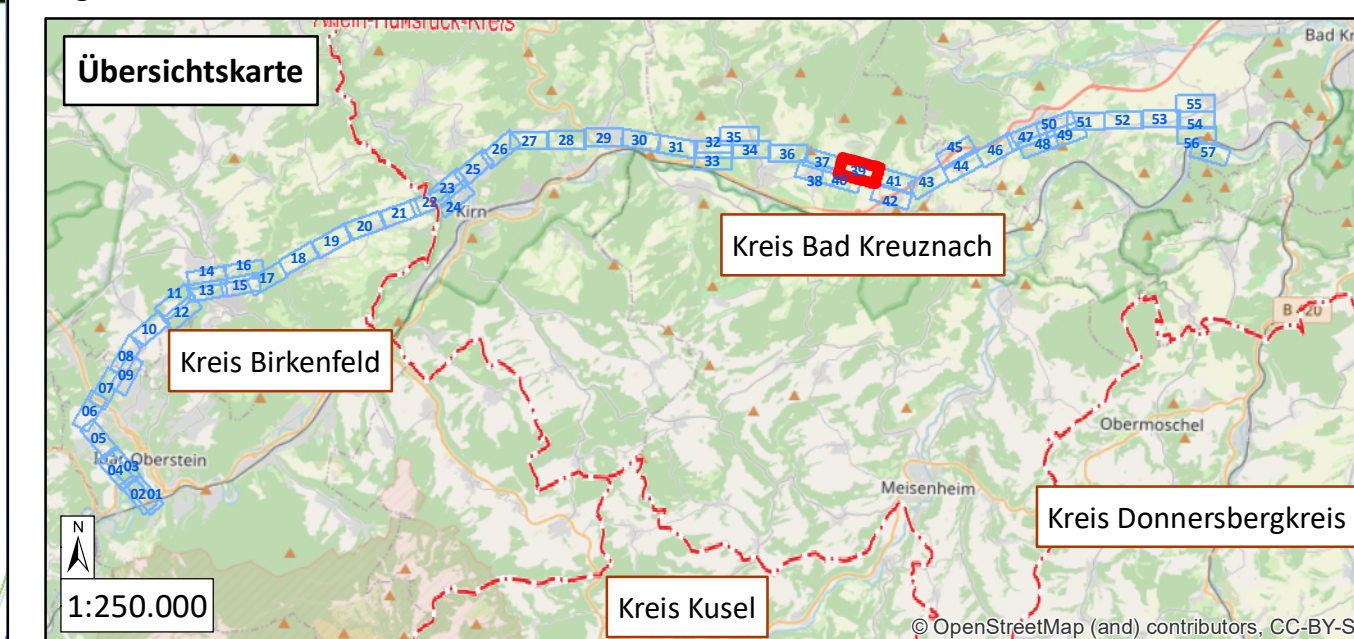 Rhein-Hunsrück-Kreis
Bad Kr
Übersichtskarte
55
50 51 52 53 54
35 45 47 49
26 27 28 29 30 31 32 34 36 48 56
33 37 39 46 57
25 38 40 41 43 44
23 42
22 24 Kirn
21
20
19
18
Kreis Bad Kreuznach
14 16
17
13 15
11
12
B 420
10
Kreis Birkenfeld
08
09
07
06
Obermoschel
05
Idar-Oberstein
04 03
Meisenheim
02 01
Kreis Donnersbergkreis
N
1:250.000
Kreis Kusel
© OpenStreetMap (and) contributors, CC-BY-S